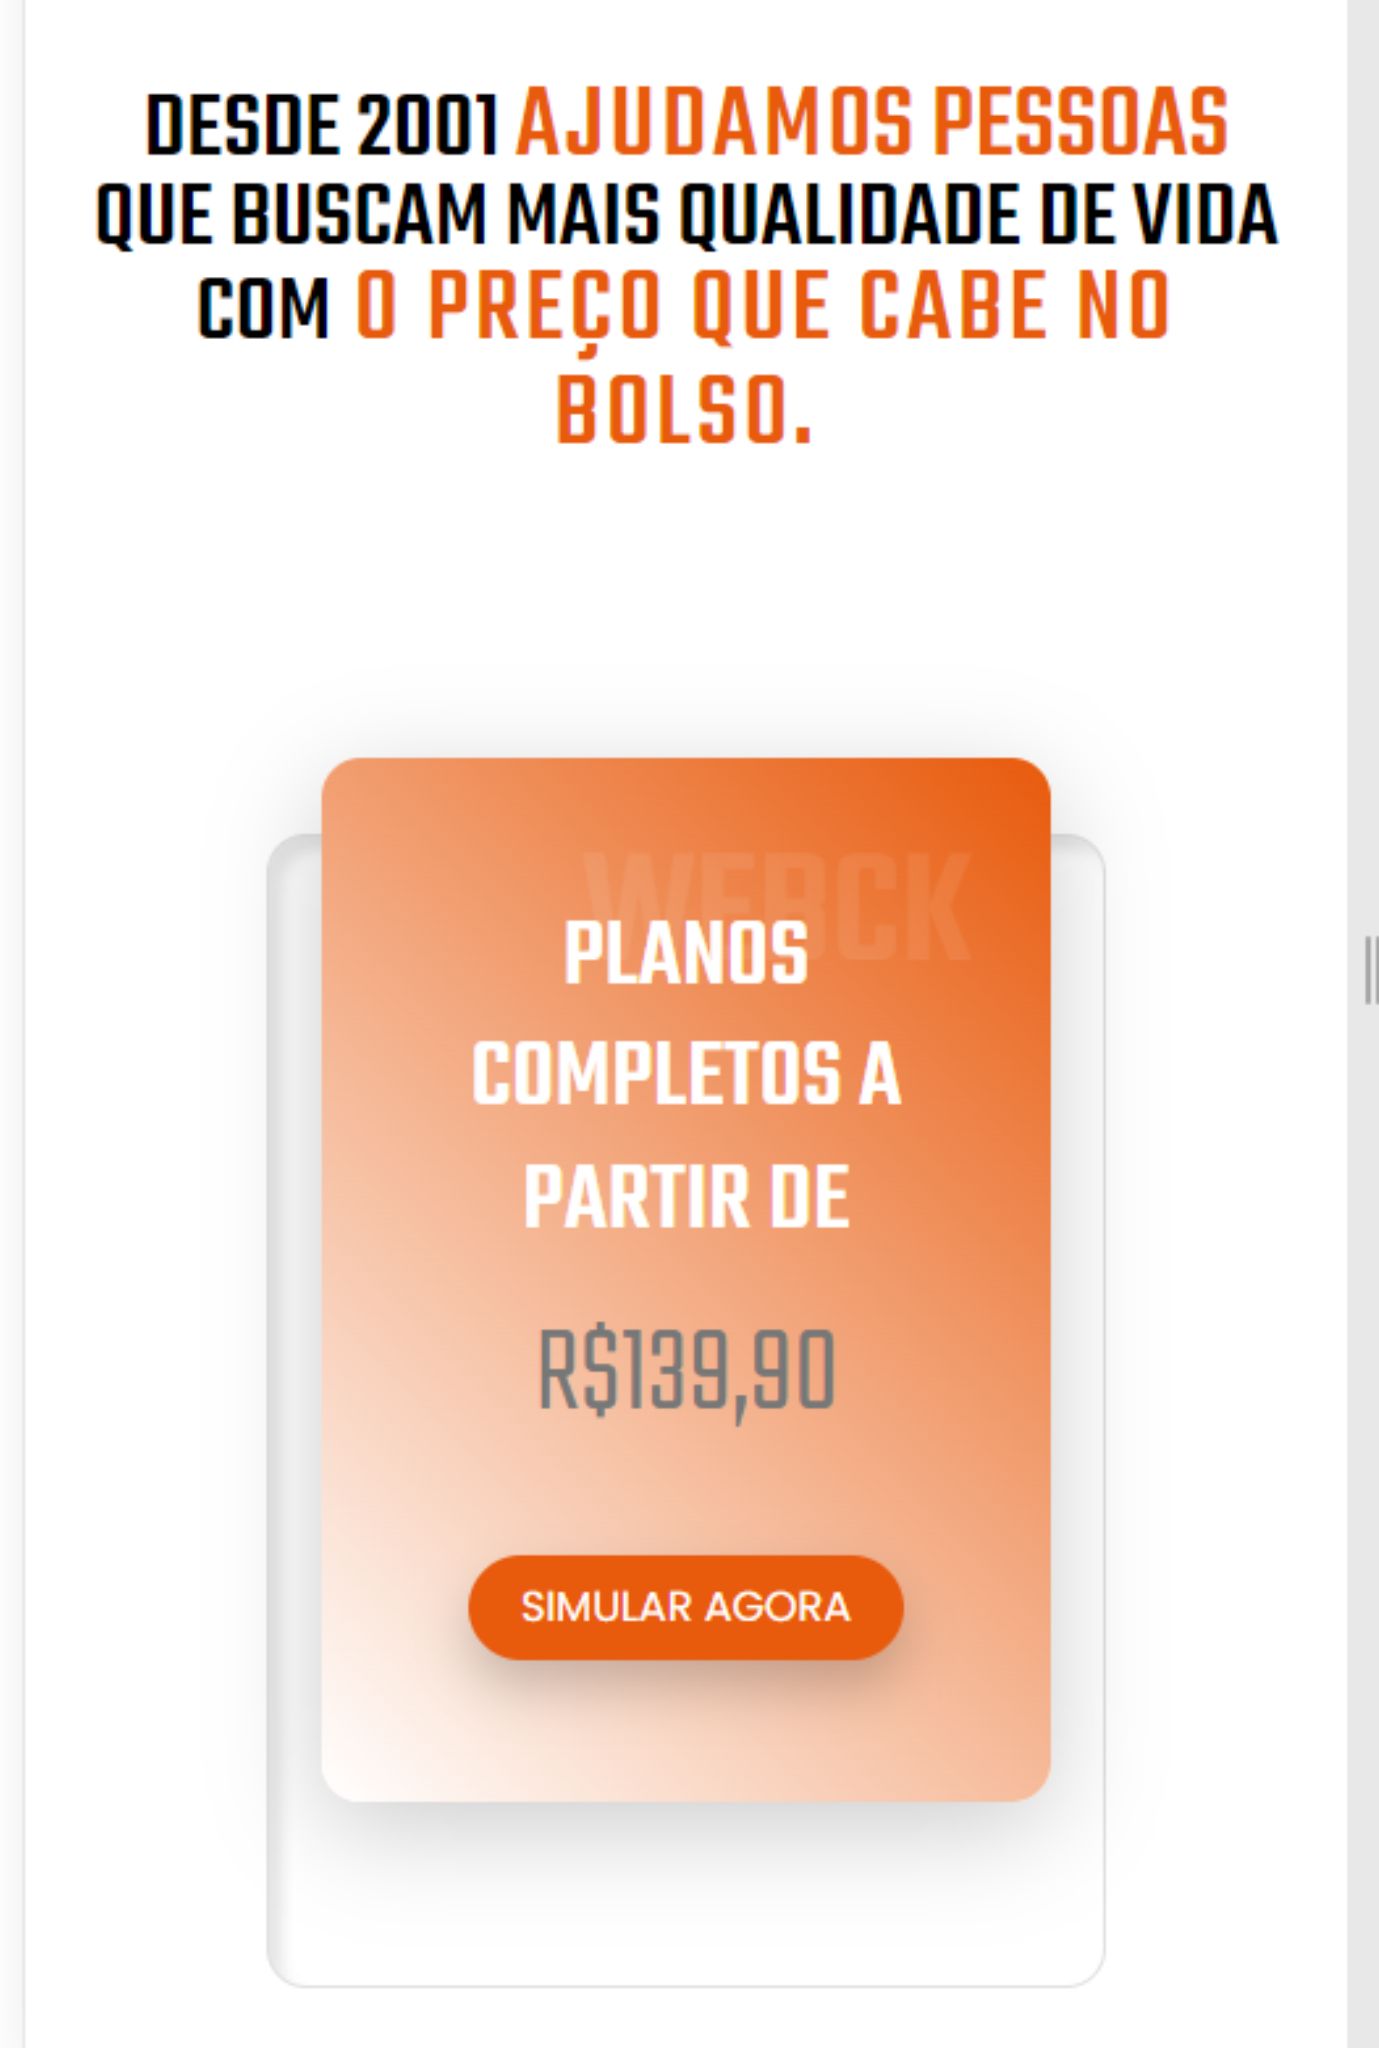 DESDE 2001 AJUDAMOS PESSOAS
QUE BUSCAM MAIS QUALIDADE DE VIDA
COM O PREÇO QUE CABE NO
BOLSO.
WEBCK
PLANOS
COMPLETOS A
PARTIR DE
R$139,90
SIMULAR AGORA